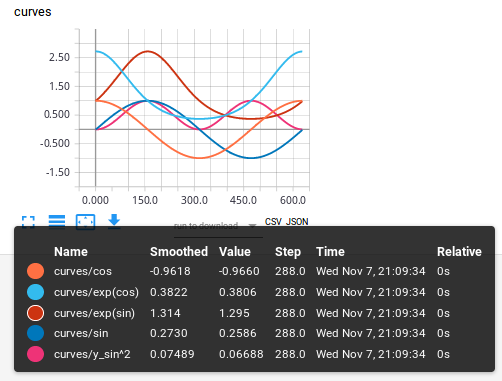 curves
2.50
1.50
0.500
-0.500
-1.50
0.000 150.0 300.0 450.0 600.0
run to download CSV JSON
Name Smoothed Value Step Time Relative
curves/cos -0.9618 -0.9660 288.0 Wed Nov 7, 21:09:34 0s
curves/exp(cos) 0.3822 0.3806 288.0 Wed Nov 7, 21:09:34 0s
curves/exp(sin) 1.314 1.295 288.0 Wed Nov 7, 21:09:34 0s
curves/sin 0.2730 0.2586 288.0 Wed Nov 7, 21:09:34 0s
curves/y_sin^2 0.07489 0.06688 288.0 Wed Nov 7, 21:09:34 0s